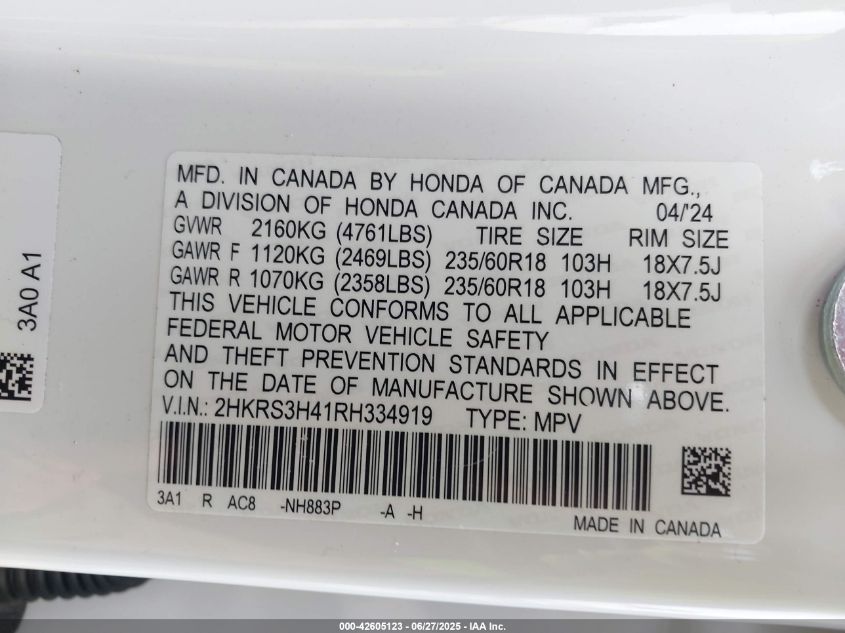 3A0 A1
MFD. IN CANADA BY HONDA OF CANADA MFG.,
A DIVISION OF HONDA CANADA INC. 04/'24
GVWR 2160KG (4761LBS) TIRE SIZE RIM SIZE
GAWR F 1120KG (2469LBS) 235/60R18 103H 18X7.5J
GAWR R 1070KG (2358LBS) 235/60R18 103H 18X7.5J
THIS VEHICLE CONFORMS TO ALL APPLICABLE
FEDERAL MOTOR VEHICLE SAFETY
AND THEFT PREVENTION STANDARDS IN EFFECT
ON THE DATE OF MANUFACTURE SHOWN ABOVE.
V.I.N.: 2HKRS3H41RH334919 TYPE: MPV
3A1 R AC8 -NH883P -A -H
MADE IN CANADA
000-42605123 - 06/27/2025 - IAA Inc.